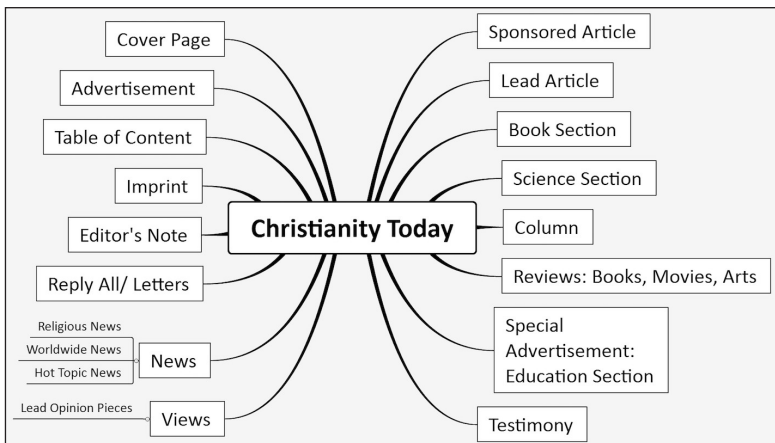 Cover Page
Advertisement
Table of Content
Imprint
Editor's Note
Reply All/ Letters
Religious News
Worldwide News
Hot Topic News
News
Lead Opinion Pieces
Views
Christianity Today
Sponsored Article
Lead Article
Book Section
Science Section
Column
Reviews: Books, Movies, Arts
Special
Advertisement:
Education Section
Testimony